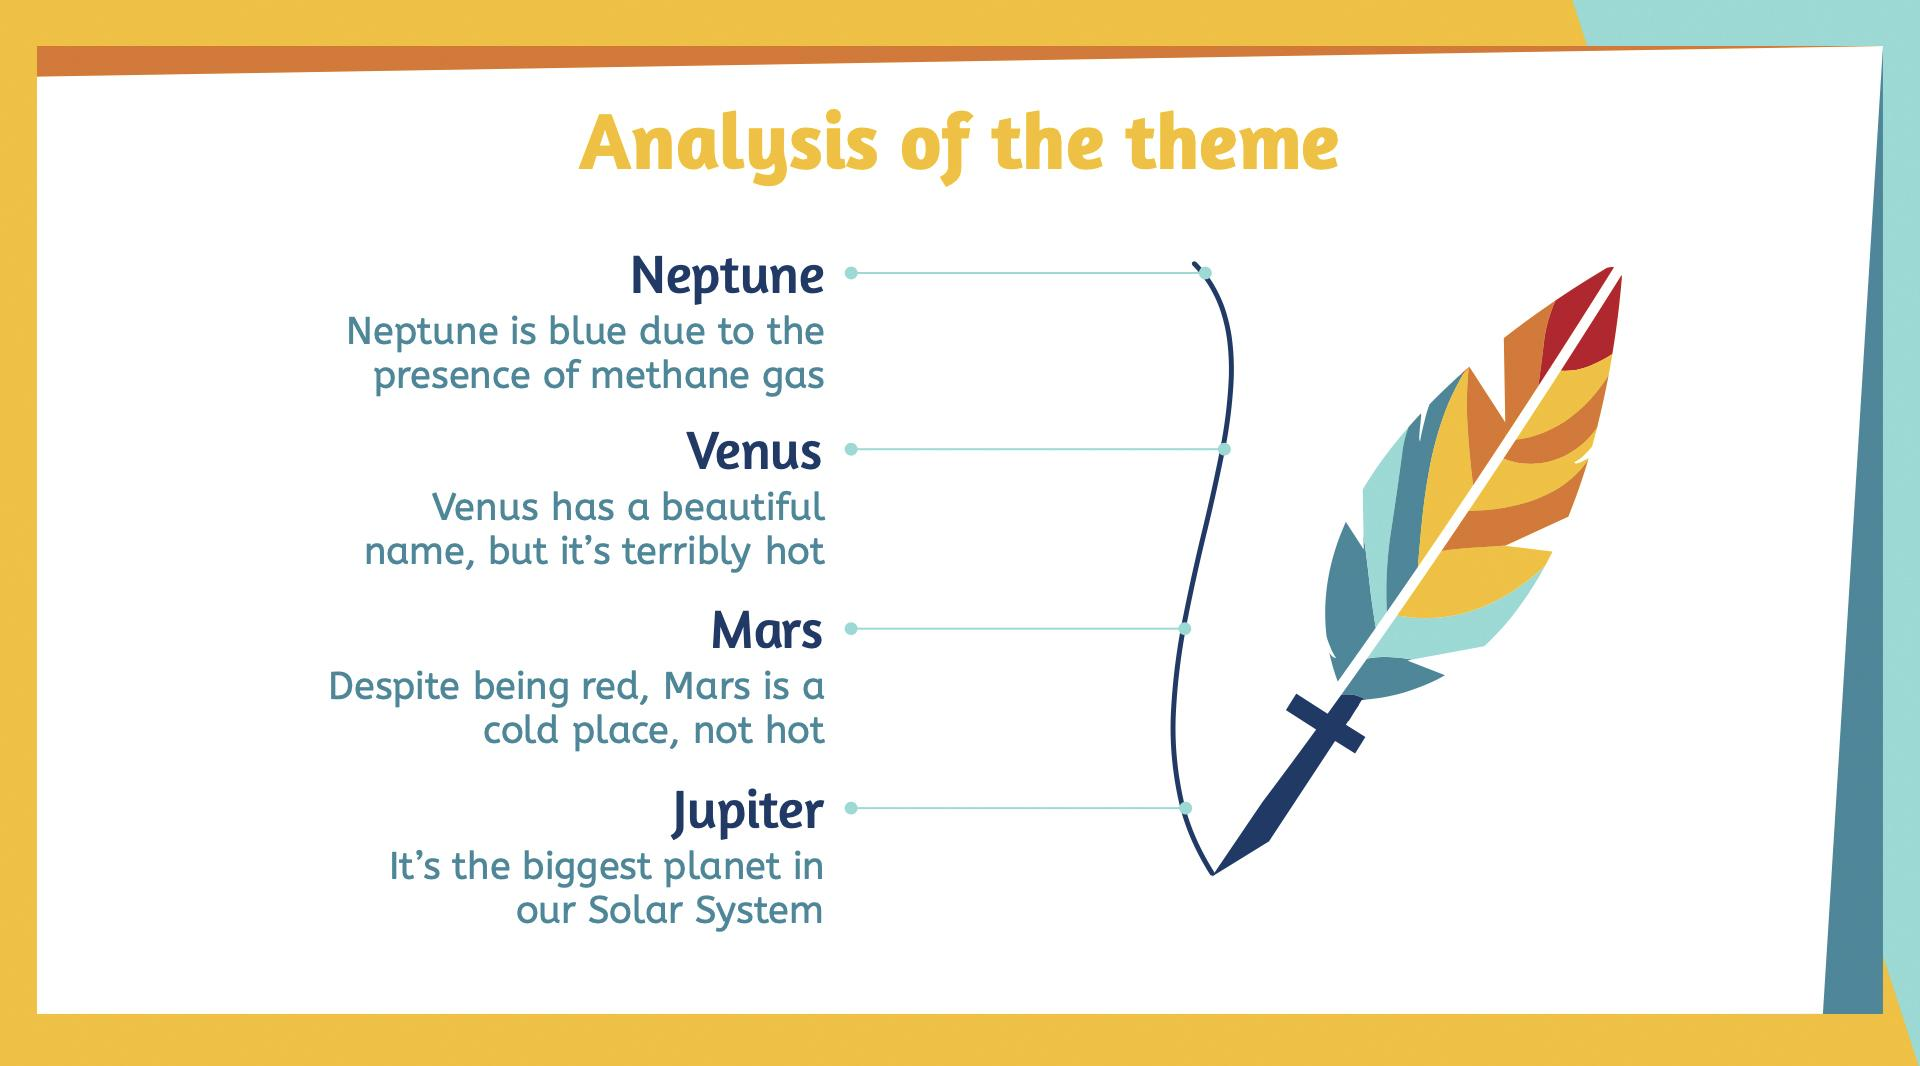 Analysis of the theme
Neptune
Neptune is blue due to the
presence of methane gas
Venus
Venus has a beautiful
name, but it’s terribly hot
Mars
Despite being red, Mars is a
cold place, not hot
Jupiter
It’s the biggest planet in
our Solar System